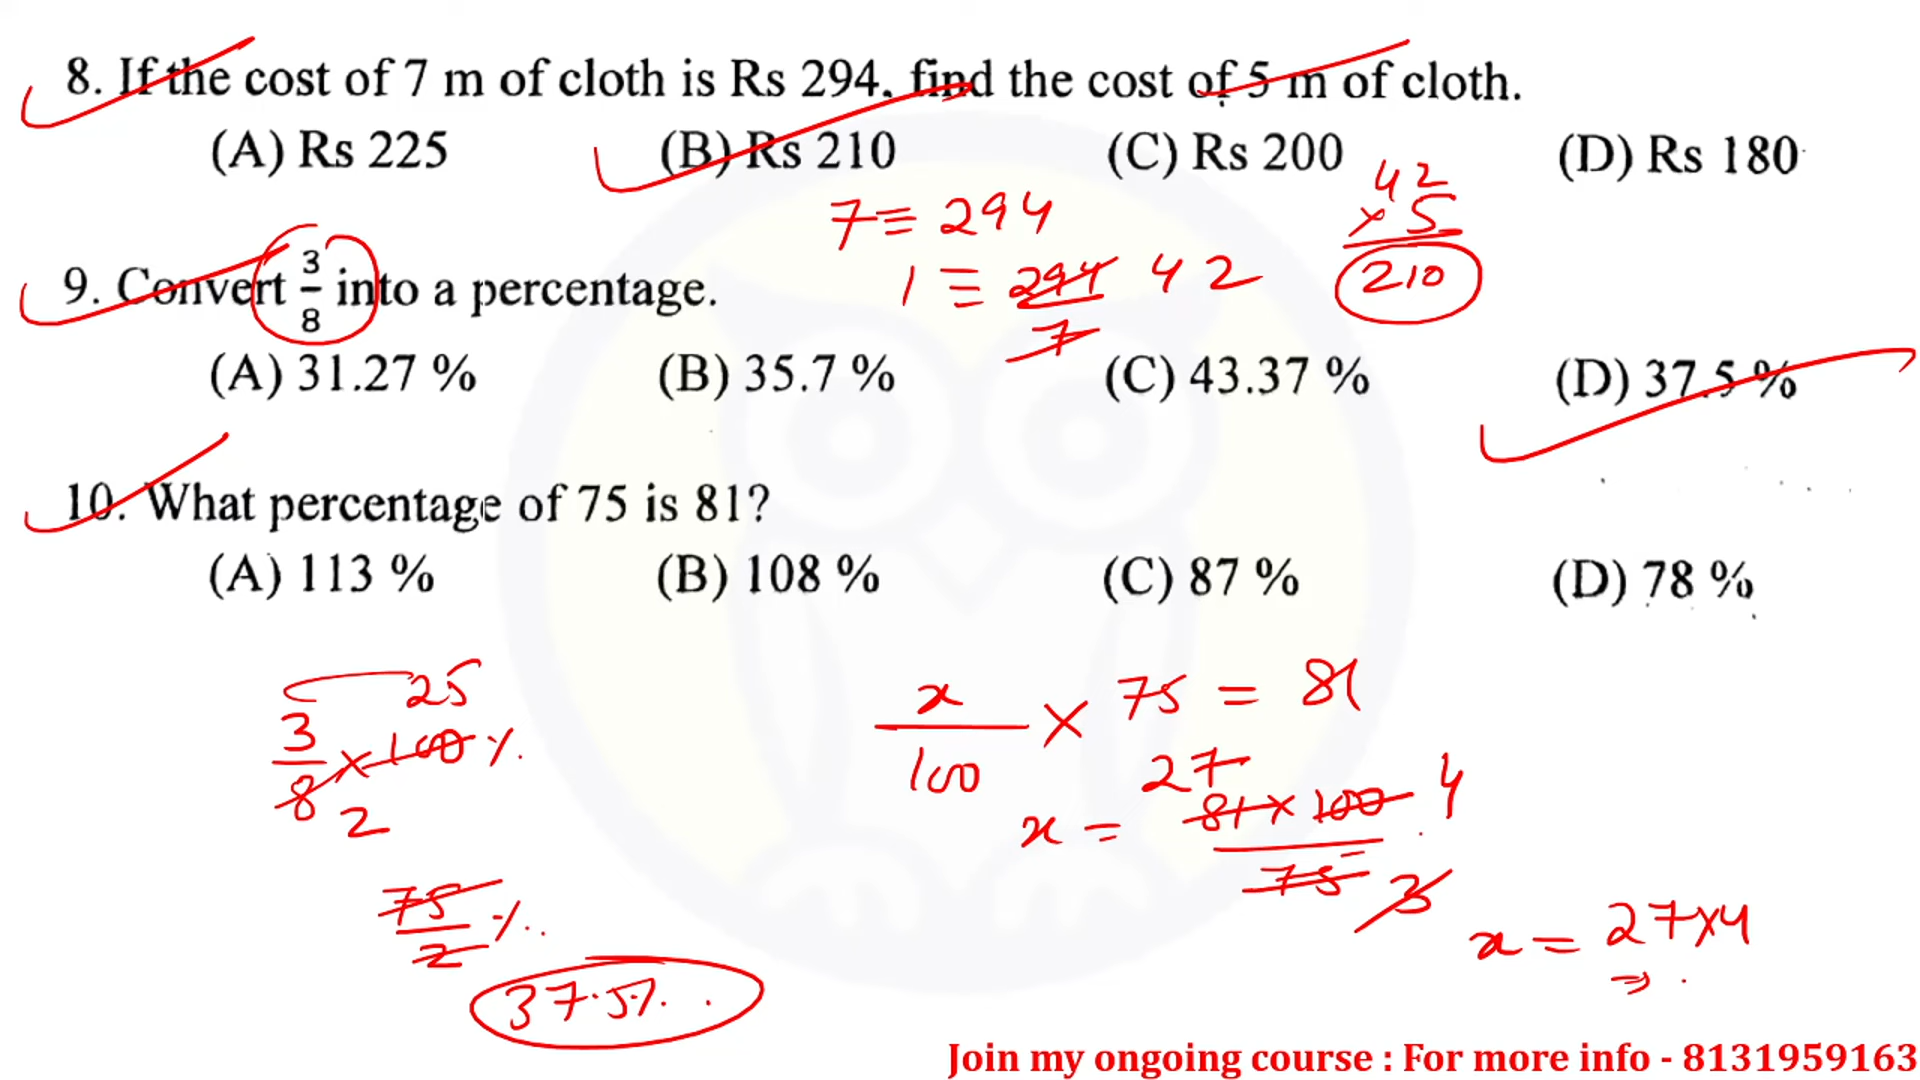 8. If the cost of 7 m of cloth is Rs 294, find the cost of 5 m of cloth.
(A) Rs 225 (B) Rs 210 (C) Rs 200 (D) Rs 180
7 ≡ 294
1 ≡ 294/7 42
42
× 5
210
9. Convert 3/8 into a percentage.
(A) 31.27 % (B) 35.7 % (C) 43.37 % (D) 37.5 %
10. What percentage of 75 is 81?
(A) 113 % (B) 108 % (C) 87 % (D) 78 %
25
3/8 × 100 %
2
75/2 %
37.5%
x/100 × 75 = 81
27
x = 81 × 100 / 75 4
3
x = 27×4
⇒
Join my ongoing course : For more info - 8131959163